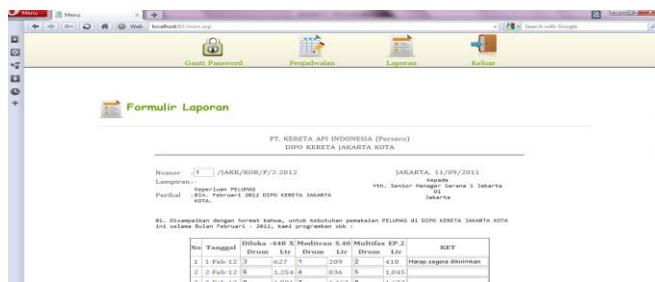 Menu
Menu
Web
localhost:82/main.asp
Search with Google
Ganti Password
Penjadwalan
Laporan
Keluar
Formulir Laporan
PT. KERETA API INDONESIA (Persero)
DIPO KERETA JAKARTA KOTA
Nomor : 1 /JAKK/KOR/P/2-2012
JAKARTA, 11/09/2011
Lampiran :-
Kepada
Yth. Senior Manager Sarana 1 Jakarta
DI
Jakarta
Keperluan PELUMAS
Perihal :Bln. Februari 2012 DIPO KERETA JAKARTA
KOTA.
01. Disampaikan dengan hormat bahwa, untuk kebutuhan pemakaian PELUMAS di DIPO KERETA JAKARTA KOTA
ini selama Bulan Februari - 2012, kami programkan sbb :
No Tanggal Diloka -448 X Meditran S.40 Multifax EP.2 KET
Drum Ltr Drum Ltr Drum Ltr
1 1-Feb-12 3 627 1 209 2 418 Harap segera dikirimkan
2 2-Feb-12 6 1,254 4 836 5 1,045